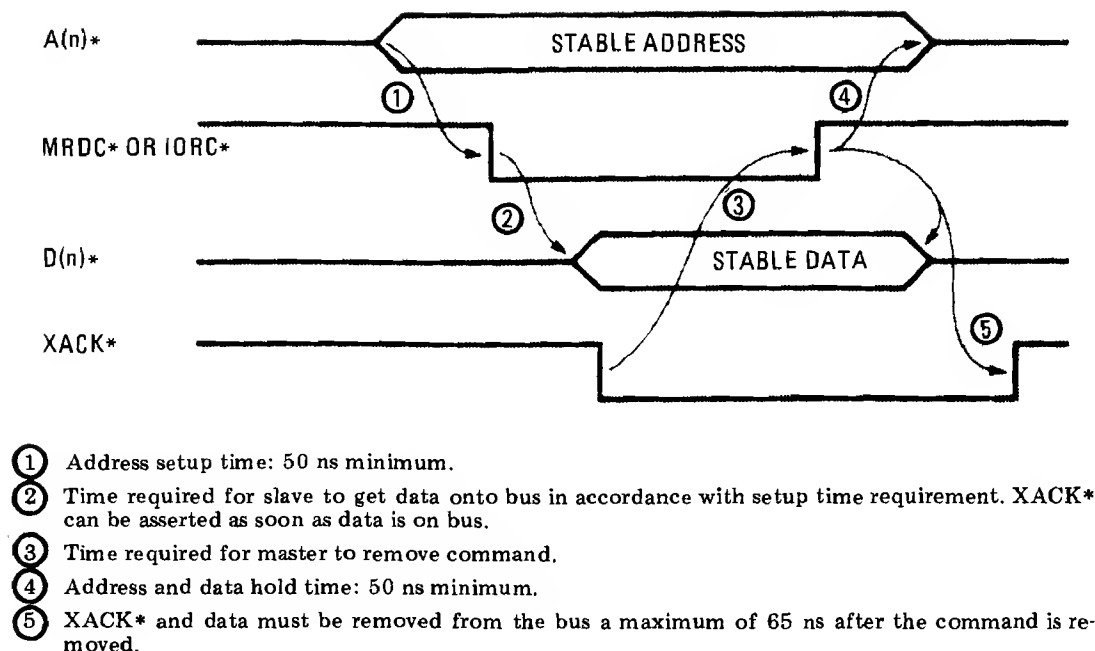 A(n)*
STABLE ADDRESS
①
④
MRDC* OR IORC*
②
③
D(n)*
STABLE DATA
XACK*
⑤
① Address setup time: 50 ns minimum.
② Time required for slave to get data onto bus in accordance with setup time requirement. XACK*
can be asserted as soon as data is on bus.
③ Time required for master to remove command.
④ Address and data hold time: 50 ns minimum.
⑤ XACK* and data must be removed from the bus a maximum of 65 ns after the command is re-
moved.